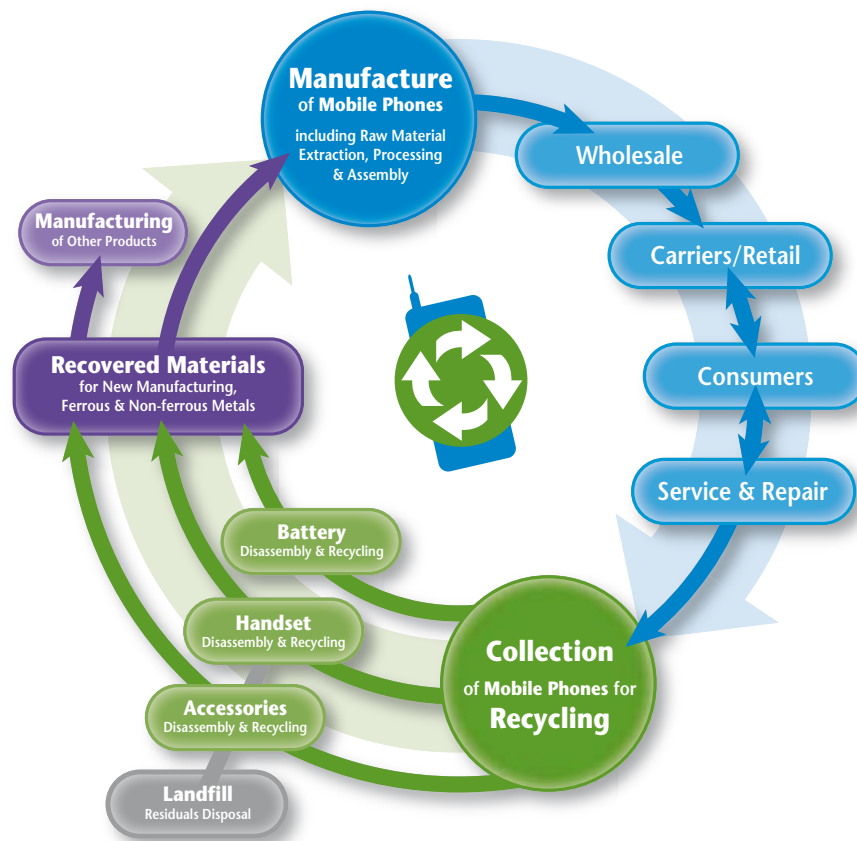 Manufacture
of Mobile Phones
including Raw Material
Extraction, Processing
& Assembly
Wholesale
Carriers/Retail
Consumers
Service & Repair
Collection
of Mobile Phones for
Recycling
Battery
Disassembly & Recycling
Handset
Disassembly & Recycling
Accessories
Disassembly & Recycling
Landfill
Residuals Disposal
Recovered Materials
for New Manufacturing,
Ferrous & Non-ferrous Metals
Manufacturing
of Other Products